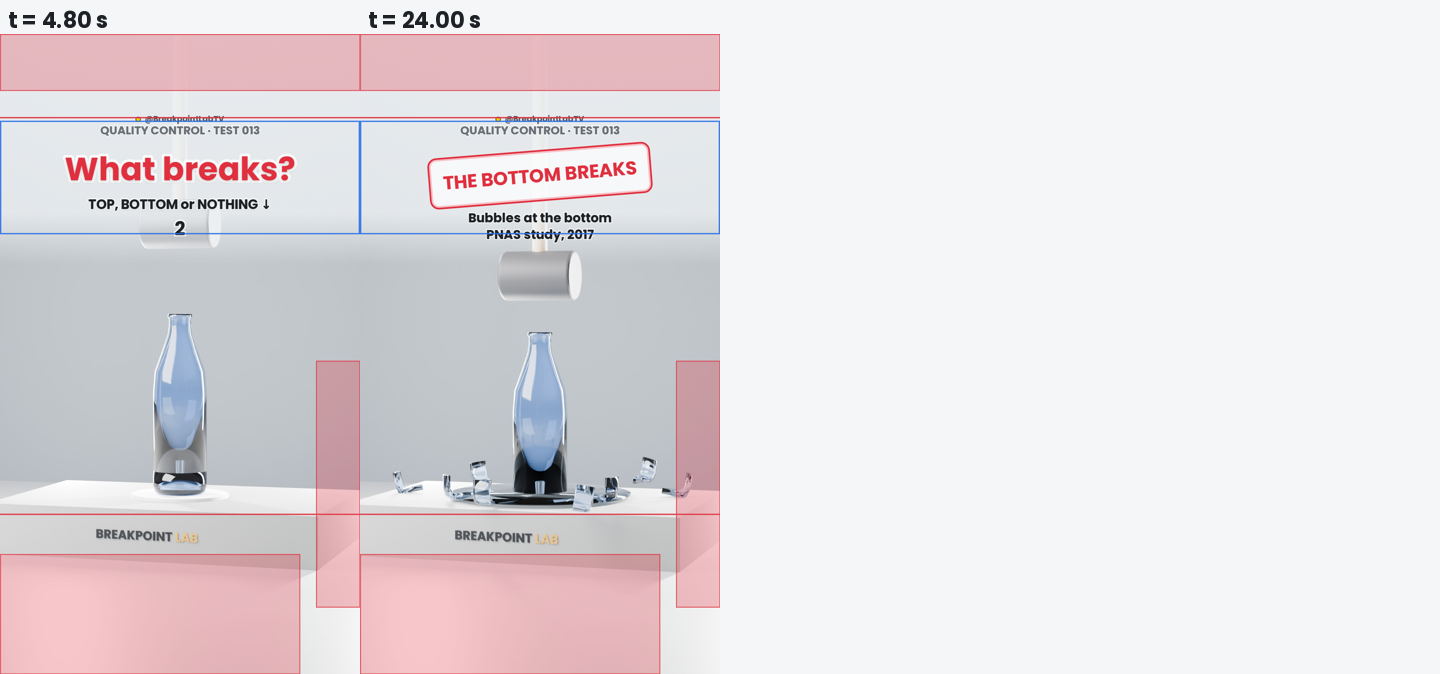 t = 4.80 s
@BreakpointLabTV
QUALITY CONTROL · TEST 013
What breaks?
TOP, BOTTOM or NOTHING ↓
2
BREAKPOINT LAB
t = 24.00 s
@BreakpointLabTV
QUALITY CONTROL · TEST 013
THE BOTTOM BREAKS
Bubbles at the bottom
PNAS study, 2017
BREAKPOINT LAB